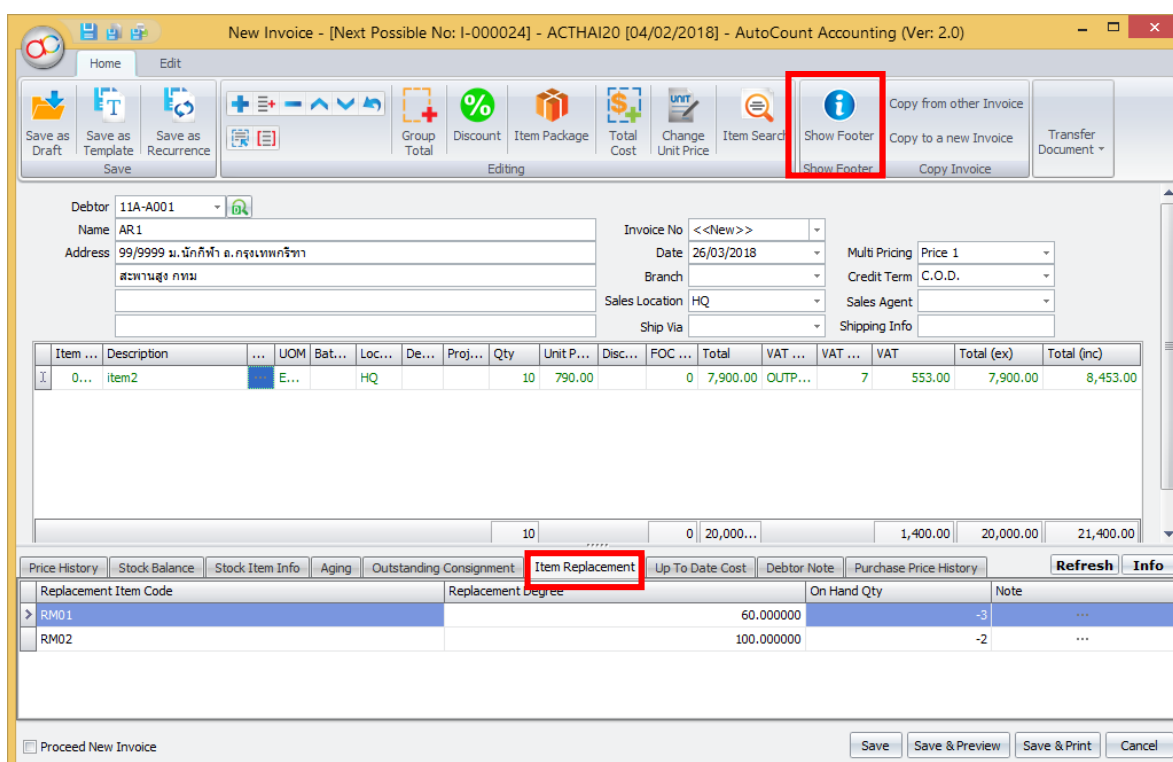 New Invoice - [Next Possible No: I-000024] - ACTHAI20 [04/02/2018] - AutoCount Accounting (Ver: 2.0)
Home Edit
Save as Draft
Save as Template
Save as Recurrence
Group Total
Discount
Item Package
Total Cost
Change Unit Price
Item Search
Show Footer
Copy from other Invoice
Copy to a new Invoice
Transfer Document
Save Editing Show Footer Copy Invoice
Debtor 11A-A001
Name AR1 Invoice No <<New>>
Address 99/9999 ม.นักกีฬา ถ.กรุงเทพกรีฑา Date 26/03/2018 Multi Pricing Price 1
สะพานสูง กทม Branch Credit Term C.O.D.
Sales Location HQ Sales Agent
Ship Via Shipping Info
Item ... Description ... UOM Bat... Loc... De... Proj... Qty Unit P... Disc... FOC ... Total VAT ... VAT ... VAT Total (ex) Total (inc)
0... item2 ... E... HQ 10 790.00 0 7,900.00 OUTP... 7 553.00 7,900.00 8,453.00
10 0 20,000... 1,400.00 20,000.00 21,400.00
Price History Stock Balance Stock Item Info Aging Outstanding Consignment Item Replacement Up To Date Cost Debtor Note Purchase Price History Refresh Info
Replacement Item Code Replacement Degree On Hand Qty Note
RM01 60.000000 -3 ...
RM02 100.000000 -2 ...
Proceed New Invoice Save Save & Preview Save & Print Cancel